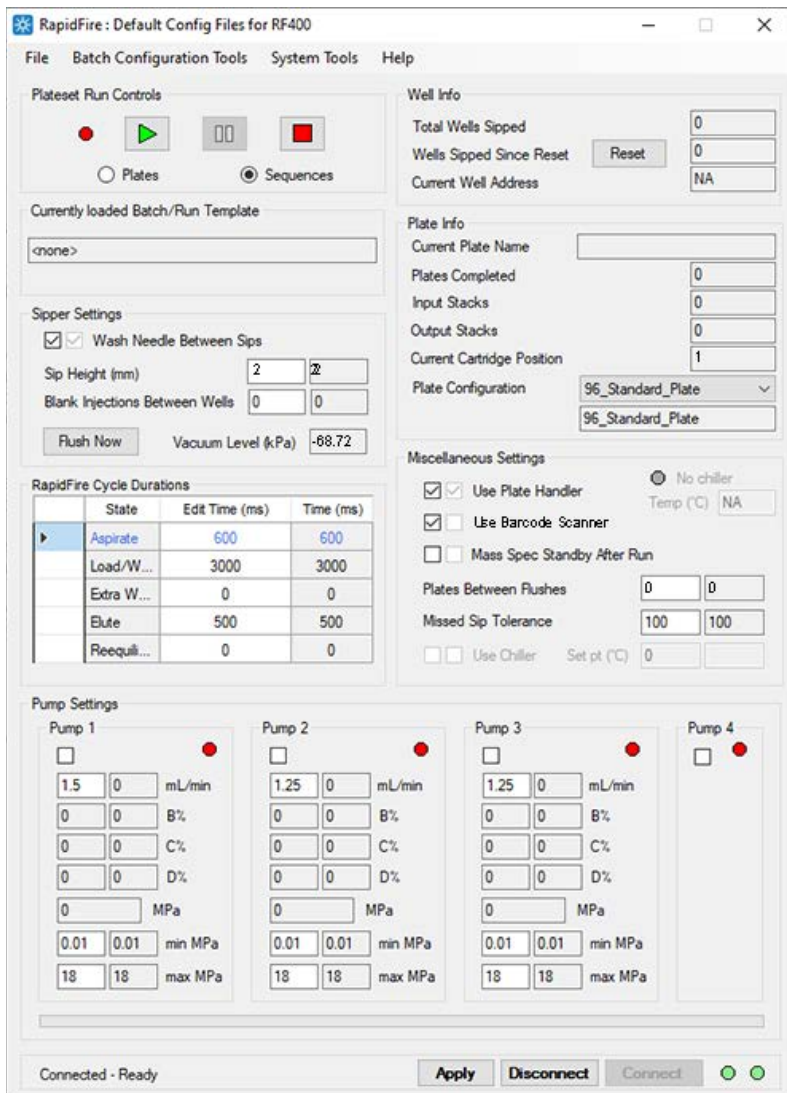 RapidFire : Default Config Files for RF400
File Batch Configuration Tools System Tools Help
Plateset Run Controls
Plates Sequences
Currently loaded Batch/Run Template
<none>
Sipper Settings
Wash Needle Between Sips
Sip Height (mm) 2 2
Blank Injections Between Wells 0 0
Flush Now Vacuum Level (kPa) -68.72
RapidFire Cycle Durations
State Edit Time (ms) Time (ms)
Aspirate 600 600
Load/W... 3000 3000
Extra W... 0 0
Elute 500 500
Reequili... 0 0
Well Info
Total Wells Sipped 0
Wells Sipped Since Reset Reset 0
Current Well Address NA
Plate Info
Current Plate Name
Plates Completed 0
Input Stacks 0
Output Stacks 0
Current Cartridge Position 1
Plate Configuration 96_Standard_Plate
96_Standard_Plate
Miscellaneous Settings
No chiller
Use Plate Handler Temp (°C) NA
Use Barcode Scanner
Mass Spec Standby After Run
Plates Between Flushes 0 0
Missed Sip Tolerance 100 100
Use Chiller Set pt (°C) 0
Pump Settings
Pump 1 Pump 2 Pump 3 Pump 4
1.5 0 mL/min 1.25 0 mL/min 1.25 0 mL/min
0 0 B% 0 0 B% 0 0 B%
0 0 C% 0 0 C% 0 0 C%
0 0 D% 0 0 D% 0 0 D%
0 MPa 0 MPa 0 MPa
0.01 0.01 min MPa 0.01 0.01 min MPa 0.01 0.01 min MPa
18 18 max MPa 18 18 max MPa 18 18 max MPa
Connected - Ready Apply Disconnect Connect